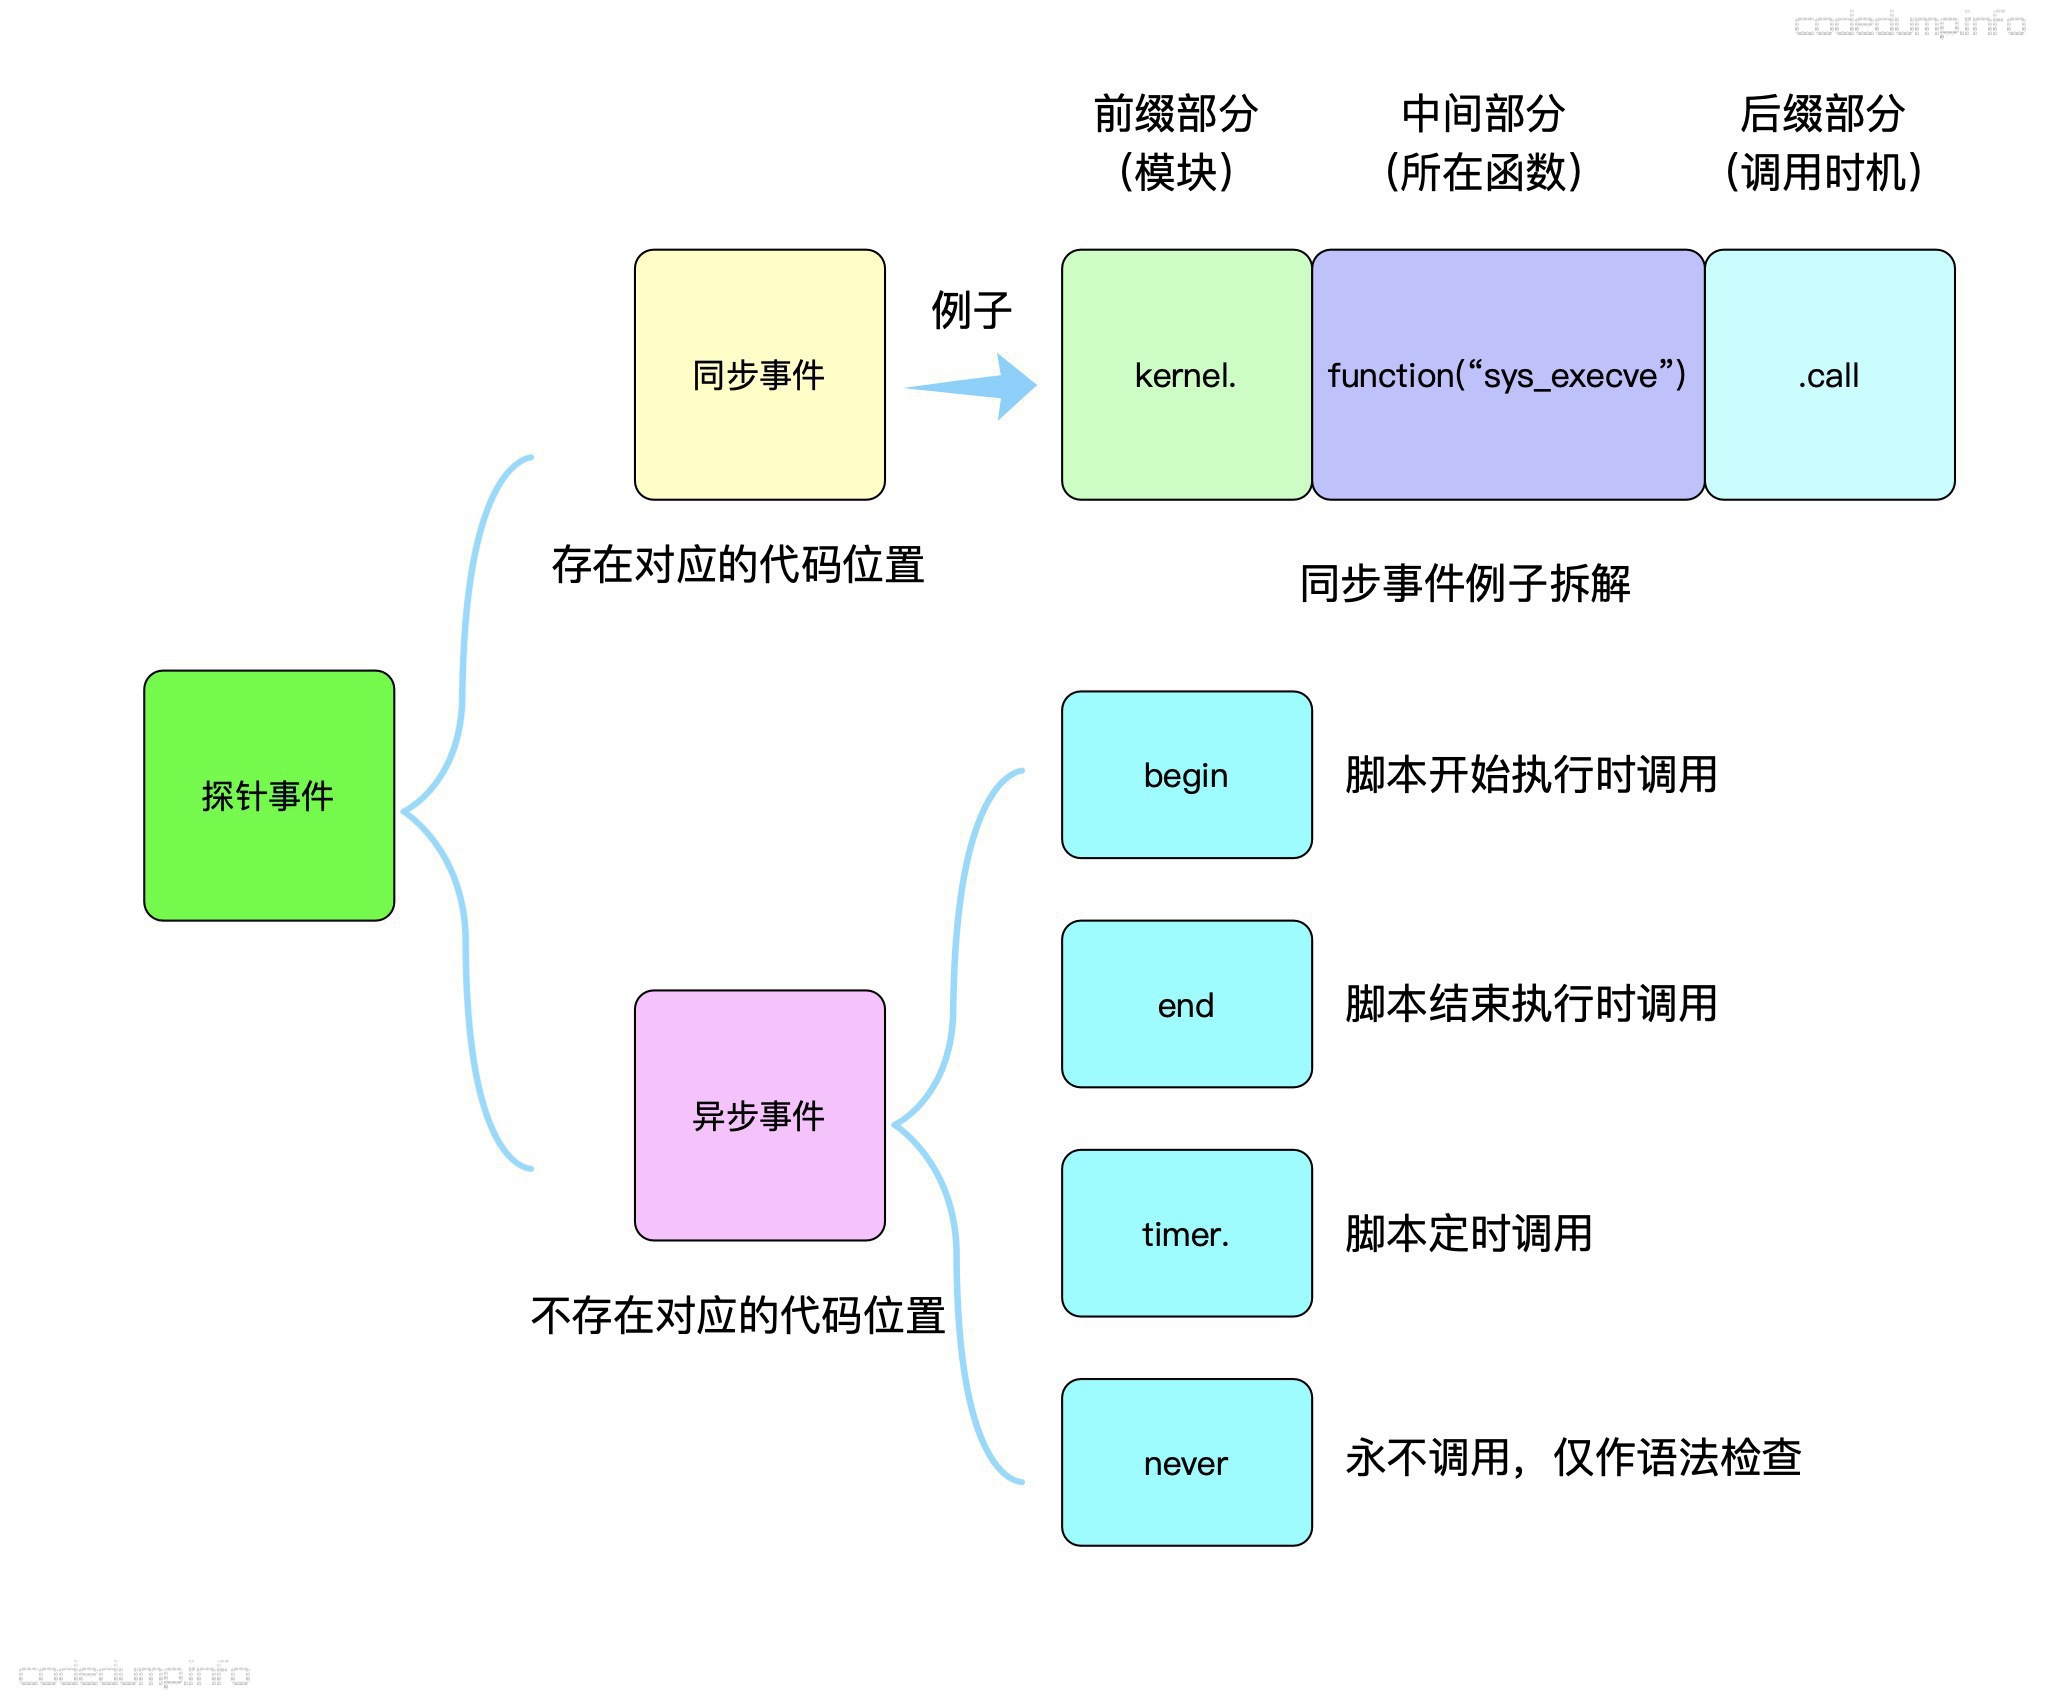 codedump.info
前缀部分
（模块）
中间部分
（所在函数）
后缀部分
（调用时机）
同步事件
例子
kernel.
function(“sys_execve”)
.call
存在对应的代码位置
同步事件例子拆解
探针事件
begin
脚本开始执行时调用
end
脚本结束执行时调用
异步事件
不存在对应的代码位置
timer.
脚本定时调用
never
永不调用，仅作语法检查
codedump.info